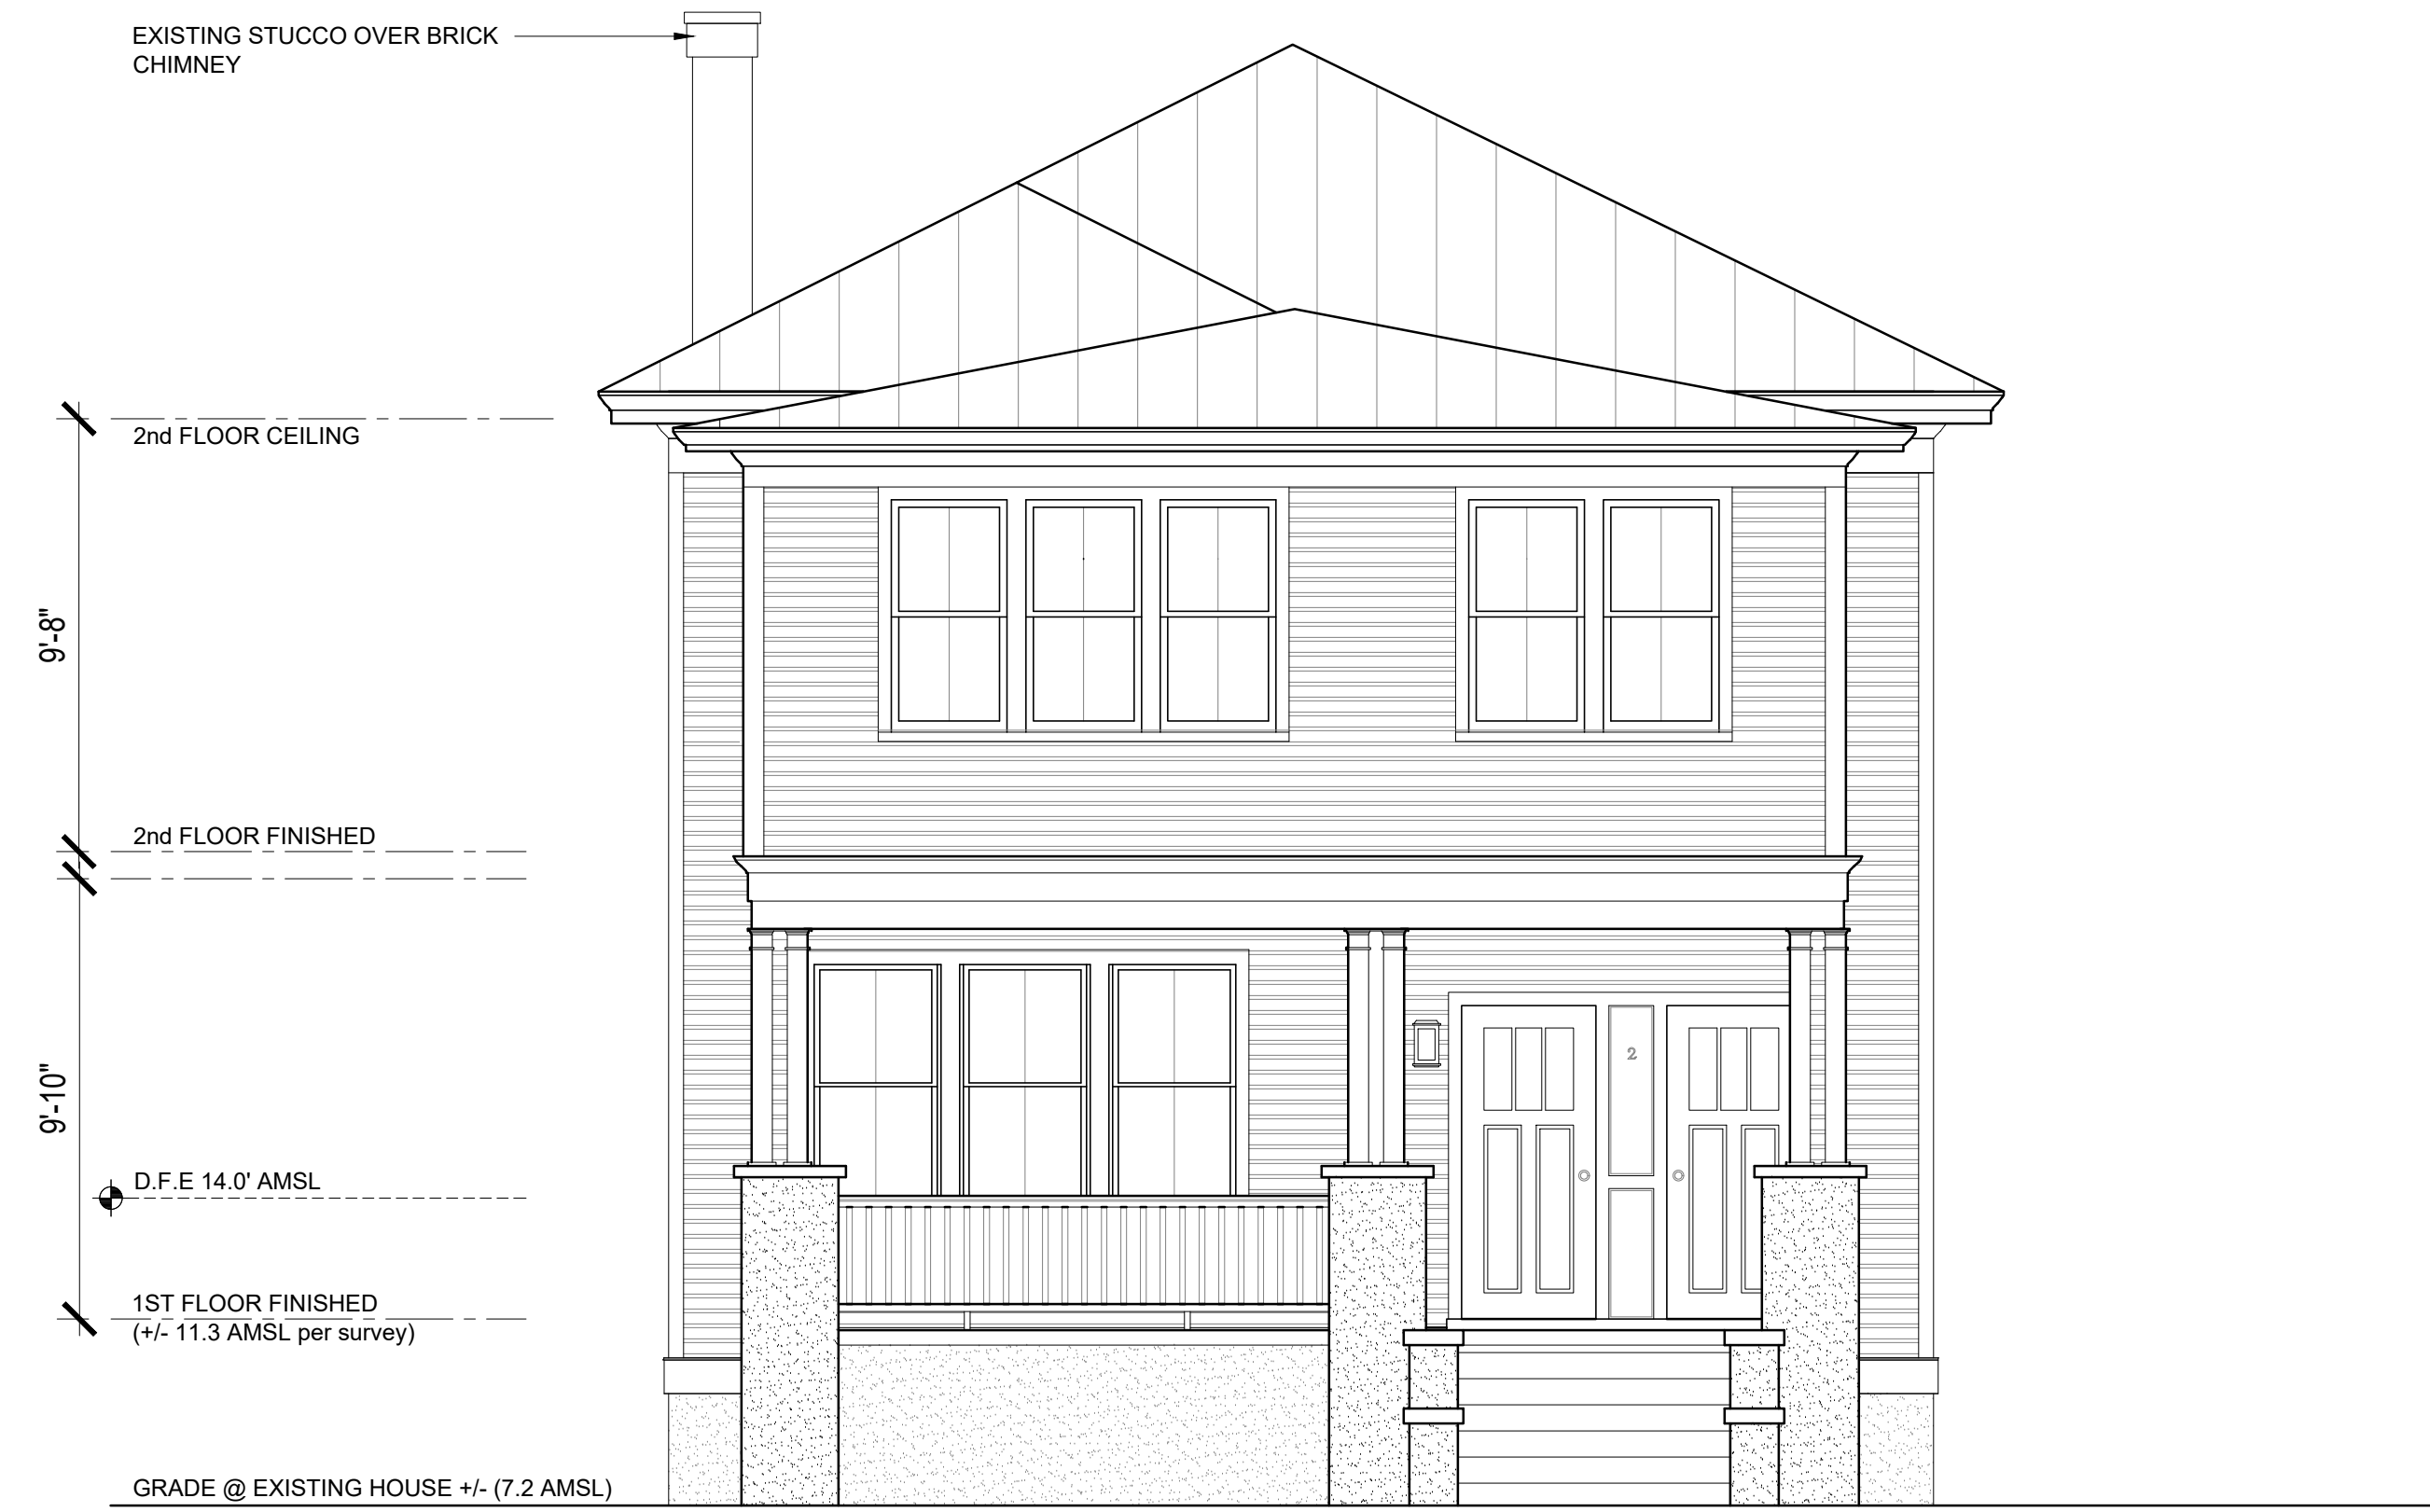 EXISTING STUCCO OVER BRICK
CHIMNEY
2nd FLOOR CEILING
9'-8"
2nd FLOOR FINISHED
9'-10"
2
D.F.E 14.0' AMSL
1ST FLOOR FINISHED
(+/- 11.3 AMSL per survey)
GRADE @ EXISTING HOUSE +/- (7.2 AMSL)